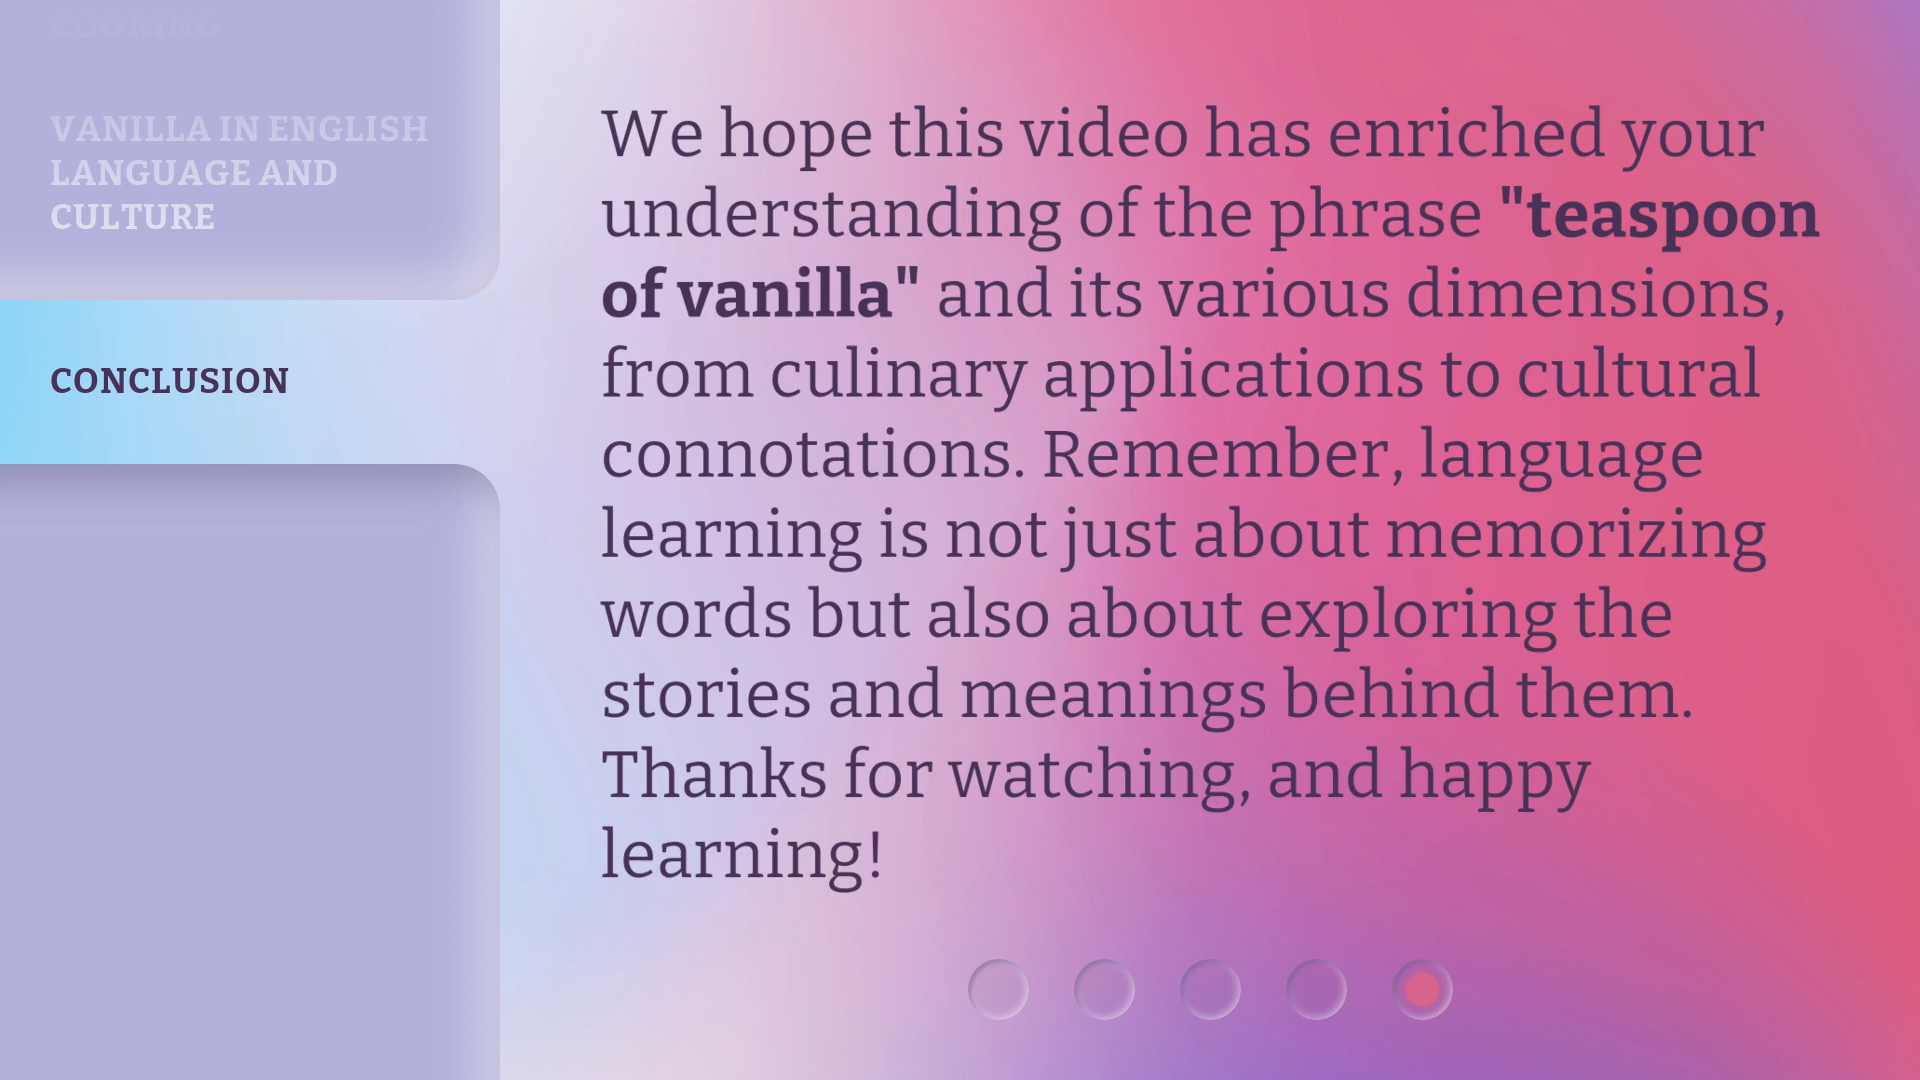 COOKING
VANILLA IN ENGLISH
LANGUAGE AND
CULTURE
CONCLUSION
We hope this video has enriched your
understanding of the phrase "teaspoon
of vanilla" and its various dimensions,
from culinary applications to cultural
connotations. Remember, language
learning is not just about memorizing
words but also about exploring the
stories and meanings behind them.
Thanks for watching, and happy
learning!